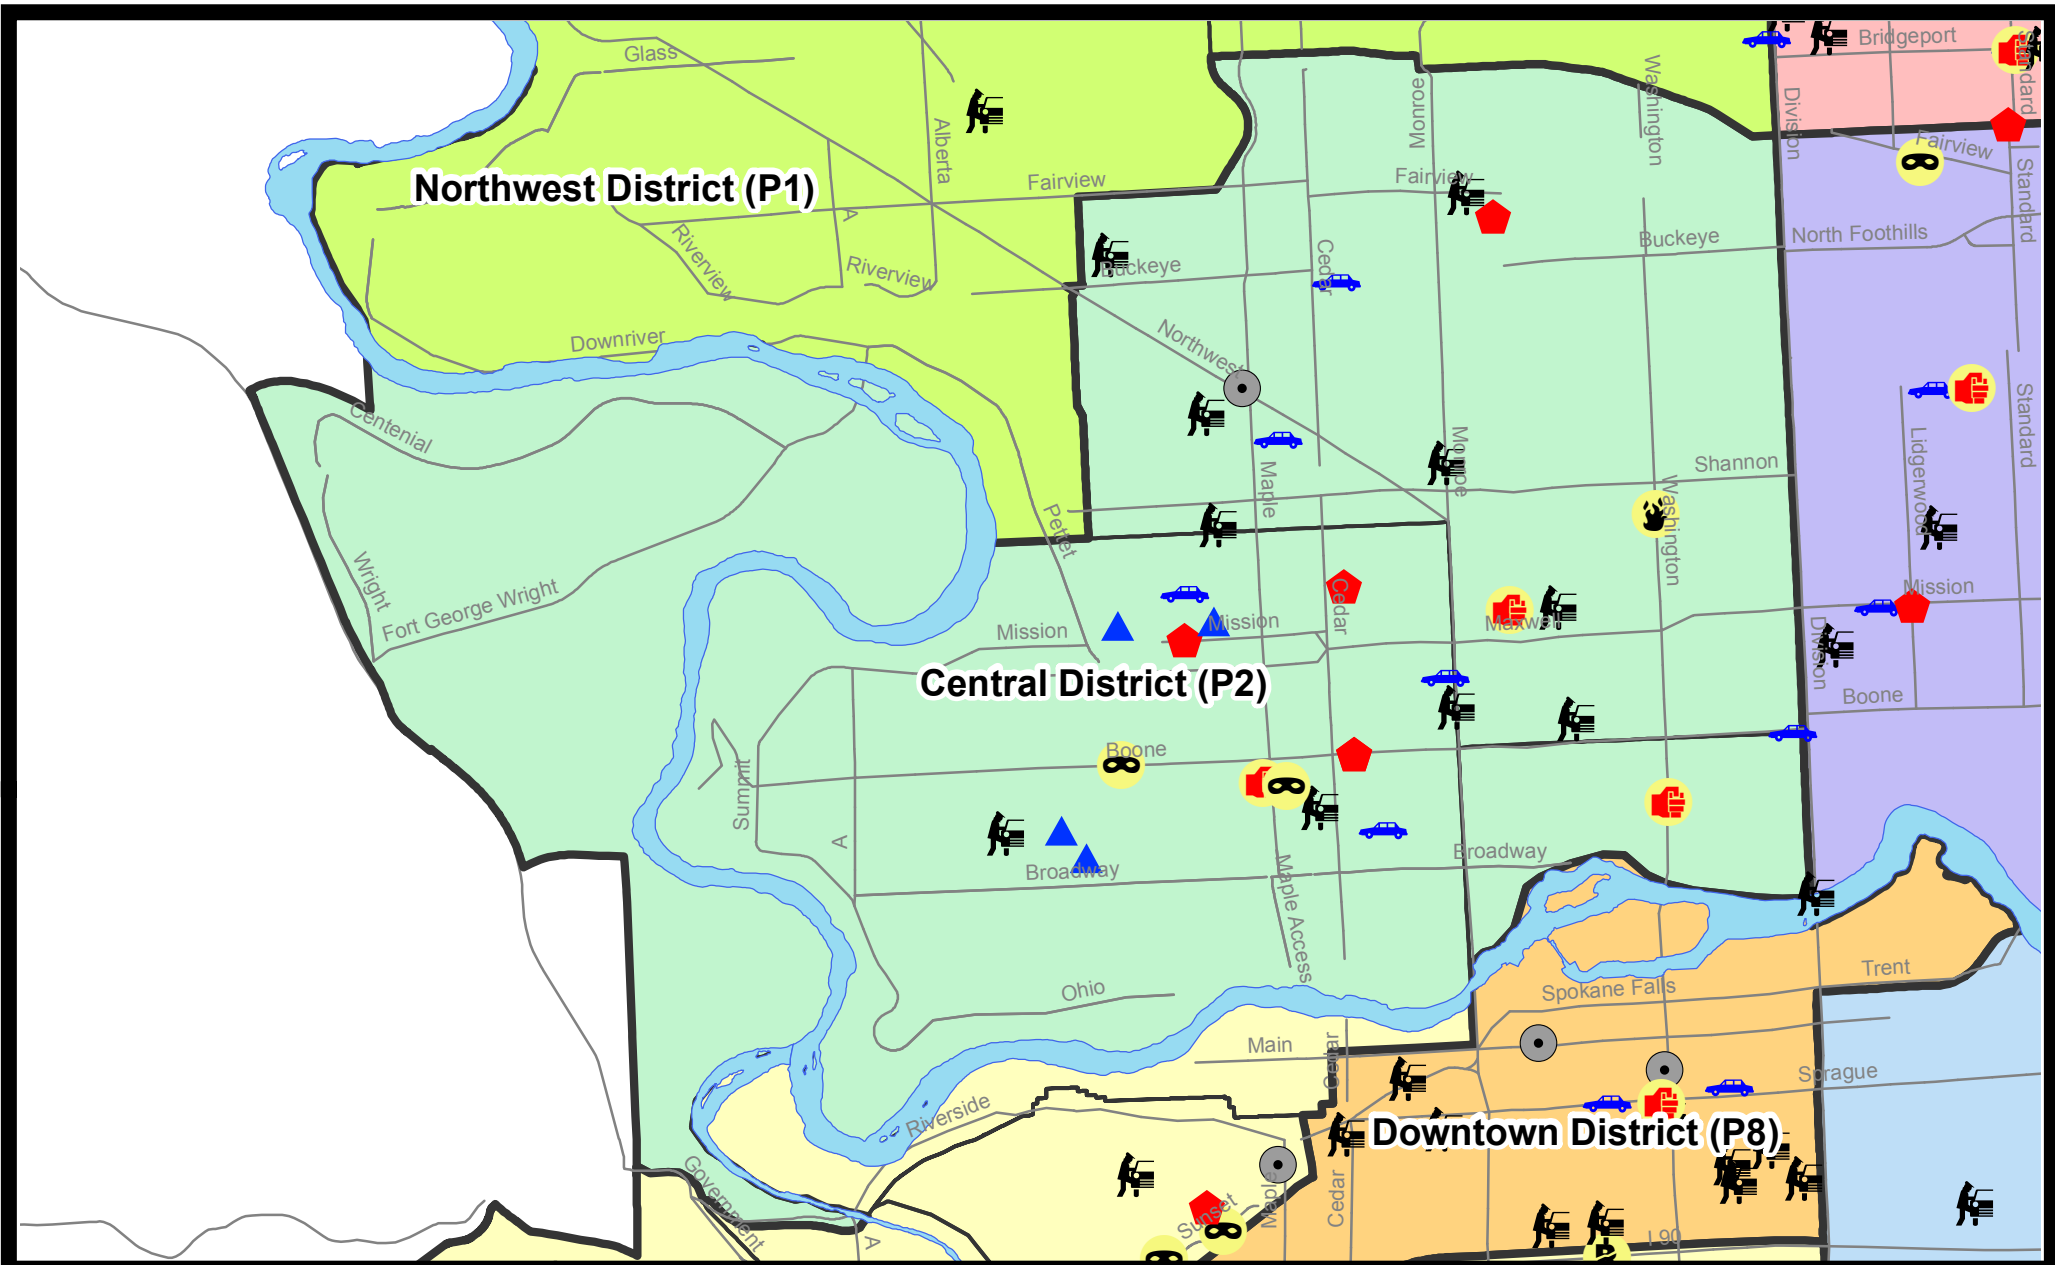 Glass
Bridgeport
Standard
Alberta
Monroe
Washington
Division
Fairview
Standard
Northwest District (P1)
Fairview
Fairview
A
Riverview
Riverview
Buckeye
Cedar
Buckeye
North Foothills
Downriver
Northwest
Centenial
Maple
Monroe
Shannon
Washington
Lidgerwood
Standard
Pettet
Wright
Fort George Wright
Mission
Mission
Cedar
Maxwell
Mission
Division
Central District (P2)
Boone
Boone
Summit
A
Broadway
Broadway
Maple Access
Ohio
Spokane Falls
Trent
Main
Cedar
Sprague
Riverside
Downtown District (P8)
Government
Sunset
Maple
Cedar
A
I 90